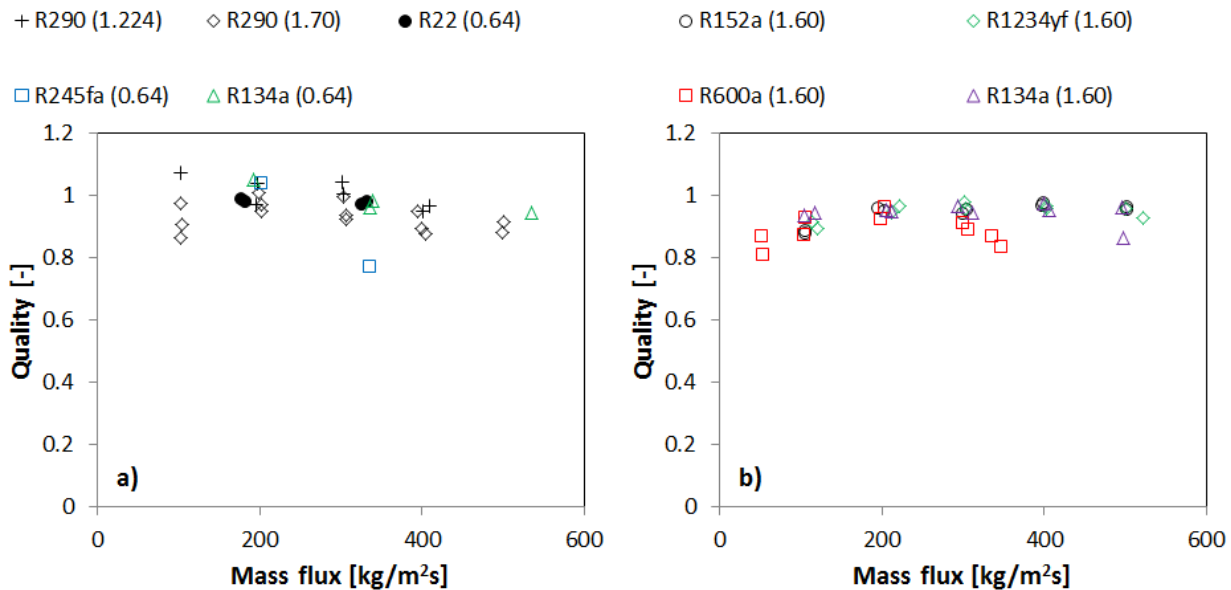 R290 (1.224) R290 (1.70) R22 (0.64)
R245fa (0.64) R134a (0.64)
R152a (1.60) R1234yf (1.60)
R600a (1.60) R134a (1.60)
1.2
1
0.8
0.6
0.4
0.2
0
Quality [-]
a)
0 200 400 600
Mass flux [kg/m²s]
1.2
1
0.8
0.6
0.4
0.2
0
Quality [-]
b)
0 200 400 600
Mass flux [kg/m²s]